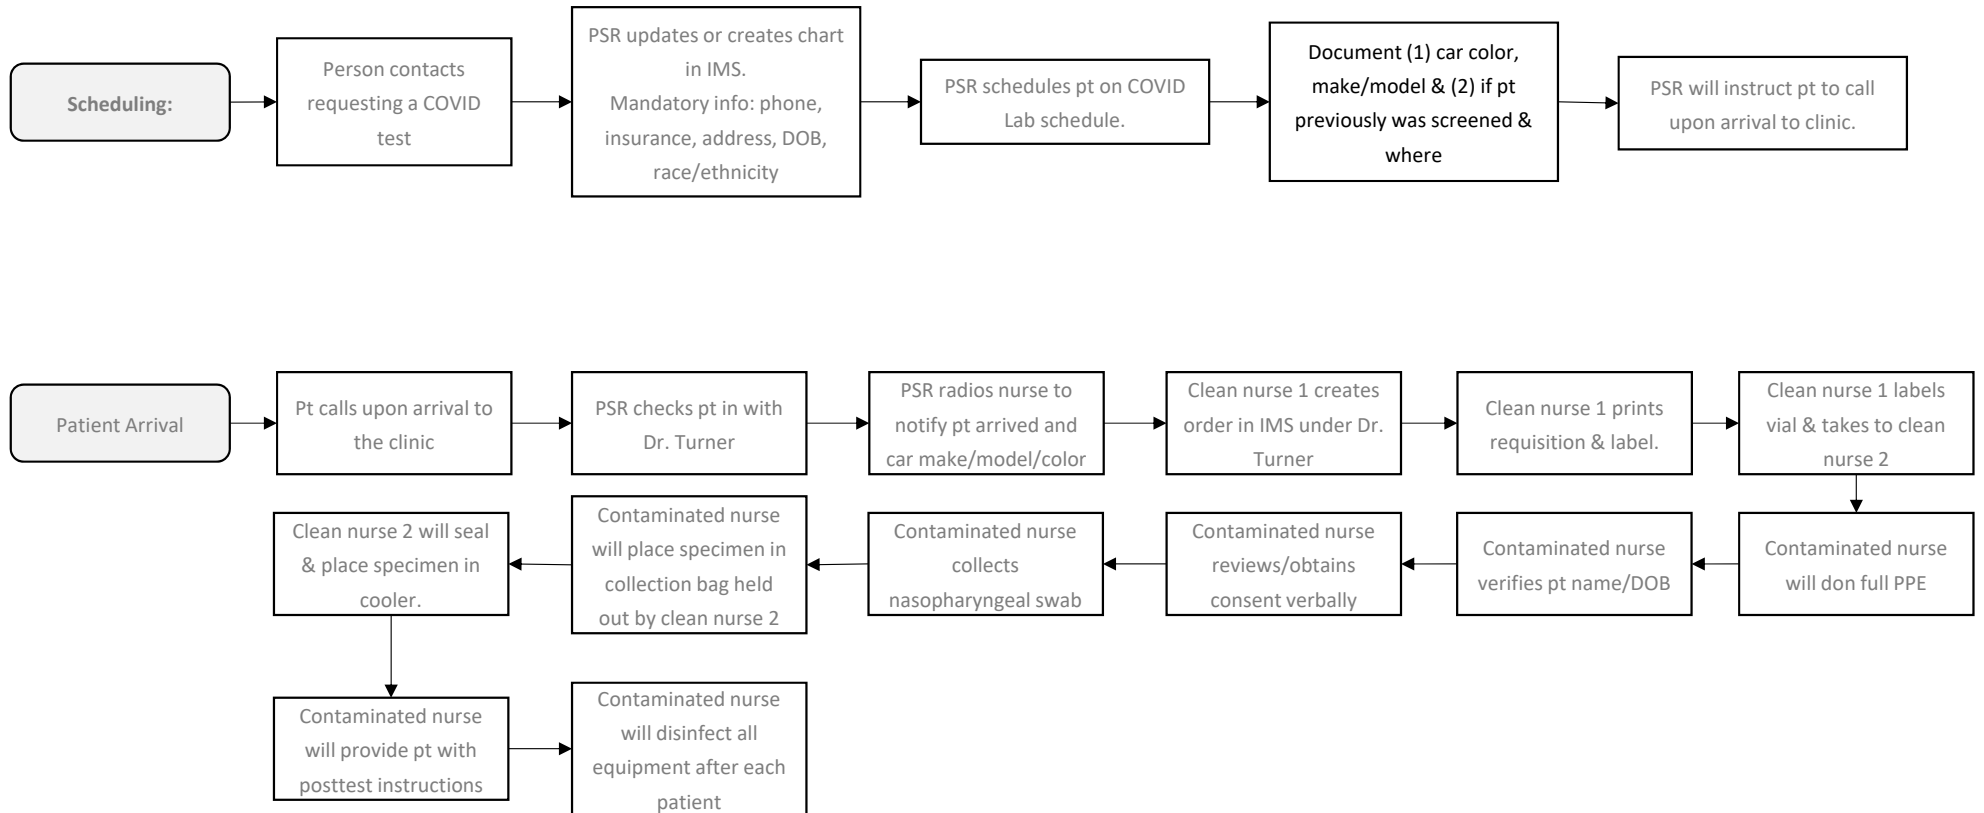 Scheduling:
Person contacts
requesting a COVID
test
PSR updates or creates chart
in IMS.
Mandatory info: phone,
insurance, address, DOB,
race/ethnicity
PSR schedules pt on COVID
Lab schedule.
Document (1) car color,
make/model & (2) if pt
previously was screened &
where
PSR will instruct pt to call
upon arrival to clinic.
Patient Arrival
Pt calls upon arrival to
the clinic
PSR checks pt in with
Dr. Turner
PSR radios nurse to
notify pt arrived and
car make/model/color
Clean nurse 1 creates
order in IMS under Dr.
Turner
Clean nurse 1 prints
requisition & label.
Clean nurse 1 labels
vial & takes to clean
nurse 2
Contaminated nurse
will don full PPE
Contaminated nurse
verifies pt name/DOB
Contaminated nurse
reviews/obtains
consent verbally
Contaminated nurse
collects
nasopharyngeal swab
Contaminated nurse
will place specimen in
collection bag held
out by clean nurse 2
Clean nurse 2 will seal
& place specimen in
cooler.
Contaminated nurse
will provide pt with
posttest instructions
Contaminated nurse
will disinfect all
equipment after each
patient